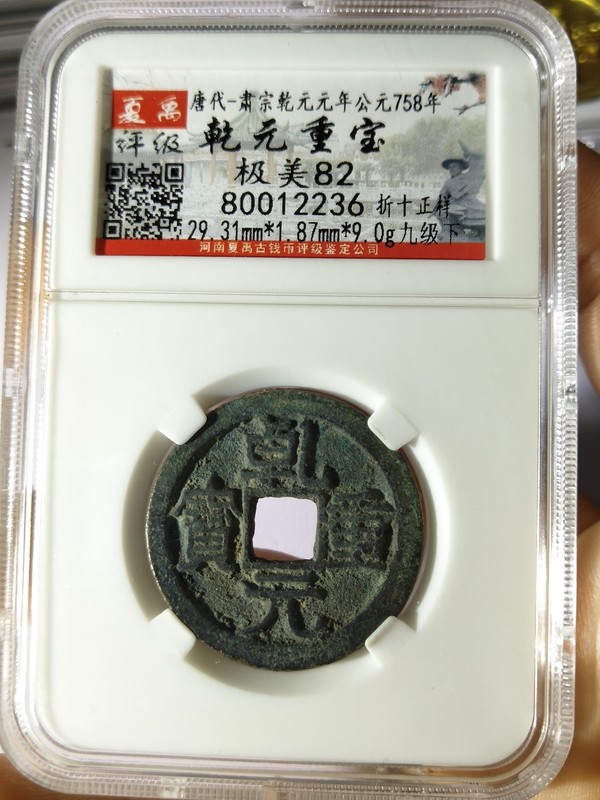 夏禹 唐代-肃宗乾元元年公元758年
评级 乾元重宝
极美82
80012236 折十正样
29.31mm*1.87mm*9.0g九级下
河南夏禹古钱币评级鉴定公司
乾
寶 重
元